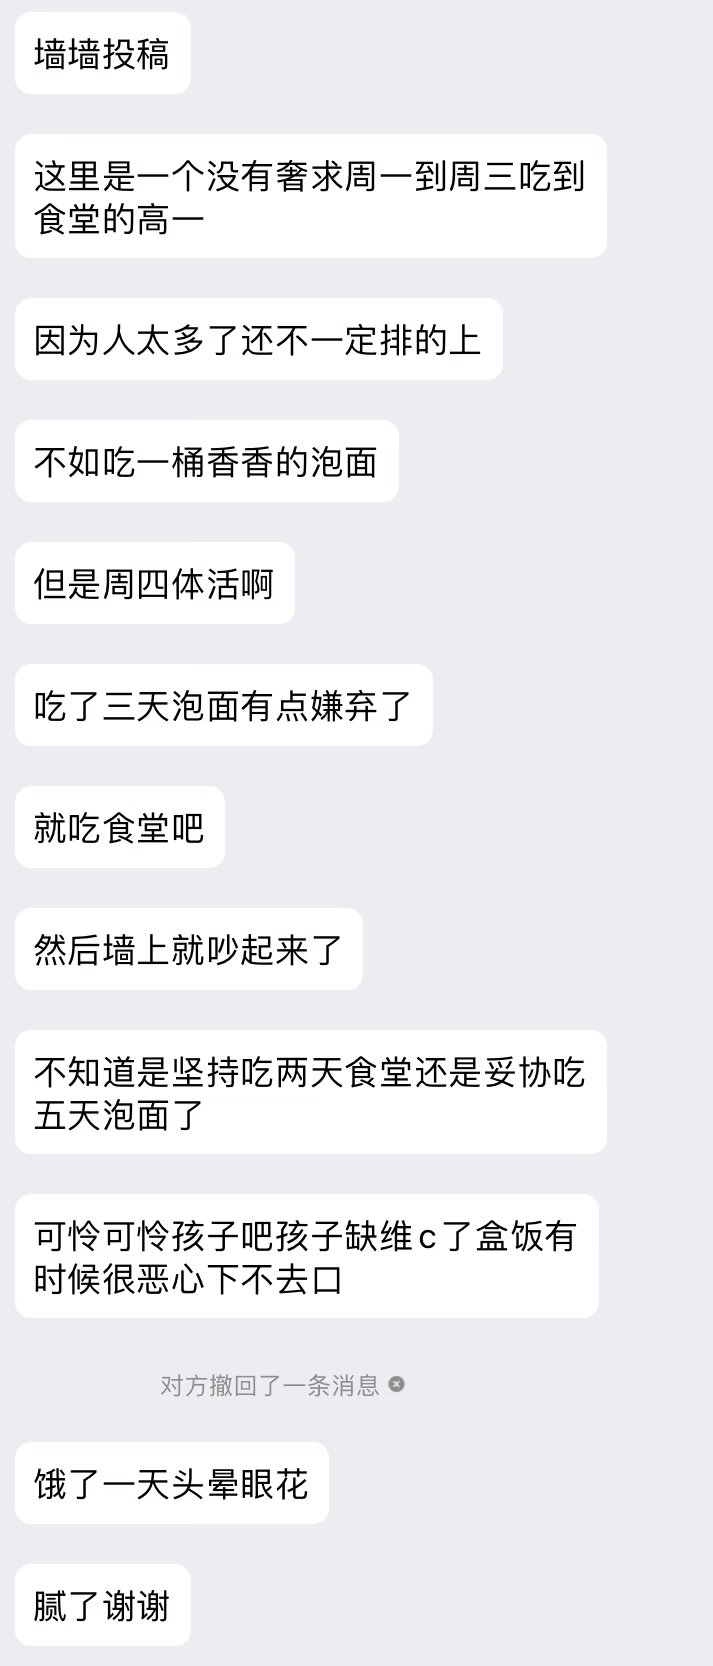 墙墙投稿
这里是一个没有奢求周一到周三吃到
食堂的高一
因为人太多了还不一定排的上
不如吃一桶香香的泡面
但是周四体活啊
吃了三天泡面有点嫌弃了
就吃食堂吧
然后墙上就吵起来了
不知道是坚持吃两天食堂还是妥协吃
五天泡面了
可怜可怜孩子吧孩子缺维c了盒饭有
时候很恶心下不去口
对方撤回了一条消息
饿了一天头晕眼花
腻了谢谢